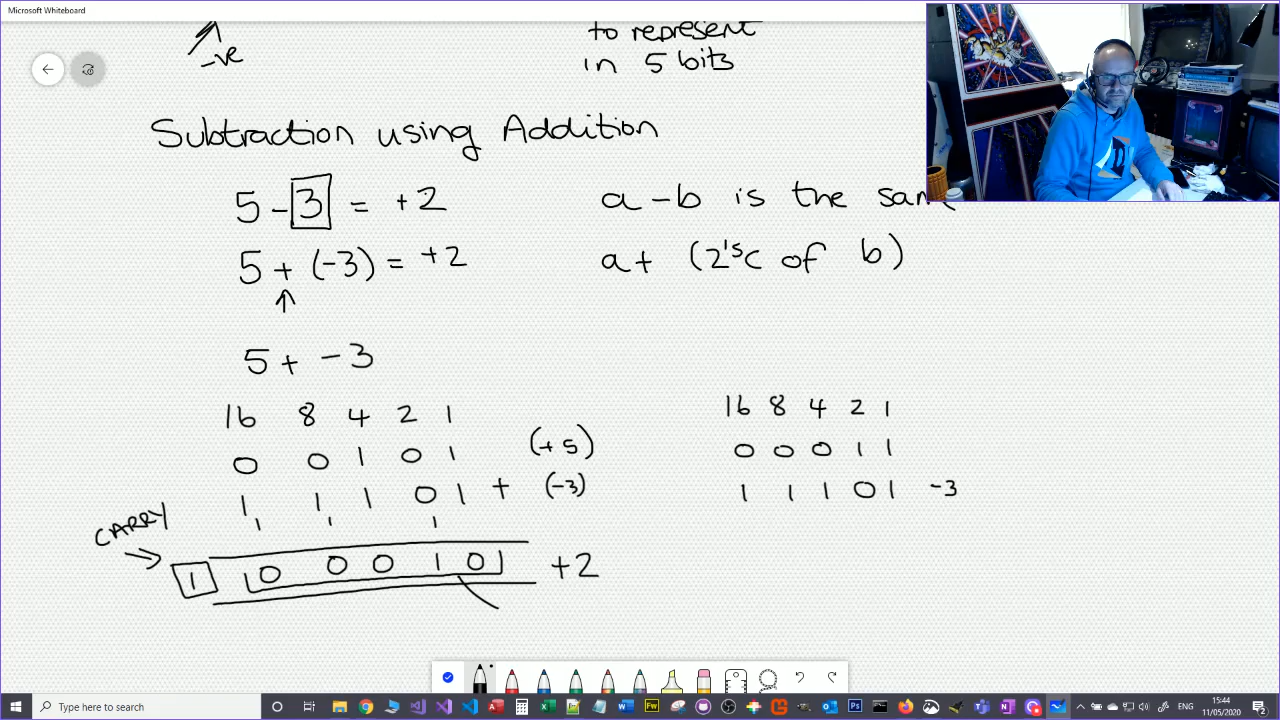 Microsoft Whiteboard
to represent
-ve
in 5 bits
Subtraction using Addition
5 - 3 = +2
a - b is the sam
5 + (-3) = +2
a + (2'sC of b)
5 + -3
16 8 4 2 1
0 0 1 0 1 (+5)
1 1 1 0 1 + (-3)
1 1 1
CARRY
1 0 0 0 1 0 +2
16 8 4 2 1
0 0 0 1 1
1 1 1 0 1 -3
Type here to search
ENG
15:44
11/05/2020
2